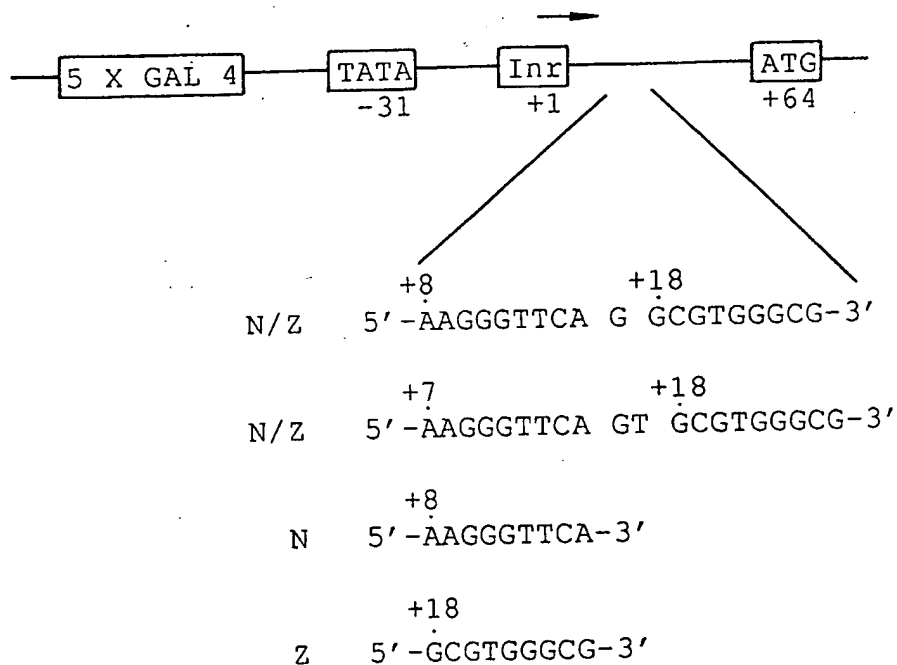 5 X GAL 4 TATA Inr ATG
-31 +1 +64
+8 +18
N/Z 5'-AAGGGTTCA G GCGTGGGCG-3'
+7 +18
N/Z 5'-AAGGGTTCA GT GCGTGGGCG-3'
+8
N 5'-AAGGGTTCA-3'
+18
Z 5'-GCGTGGGCG-3'